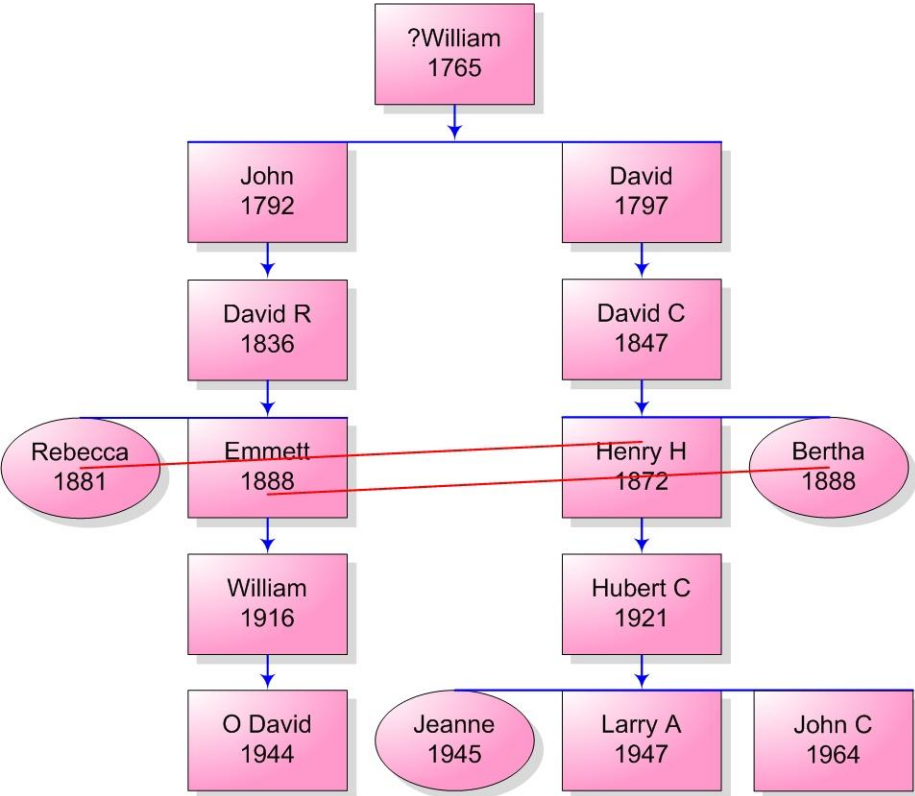 ?William
1765
John
1792
David
1797
David R
1836
David C
1847
Rebecca
1881
Emmett
1888
Henry H
1872
Bertha
1888
William
1916
Hubert C
1921
O David
1944
Jeanne
1945
Larry A
1947
John C
1964